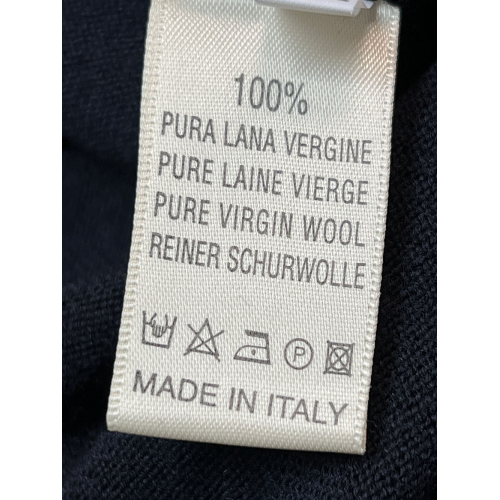 100%
PURA LANA VERGINE
PURE LAINE VIERGE
PURE VIRGIN WOOL
REINER SCHURWOLLE
P
MADE IN ITALY